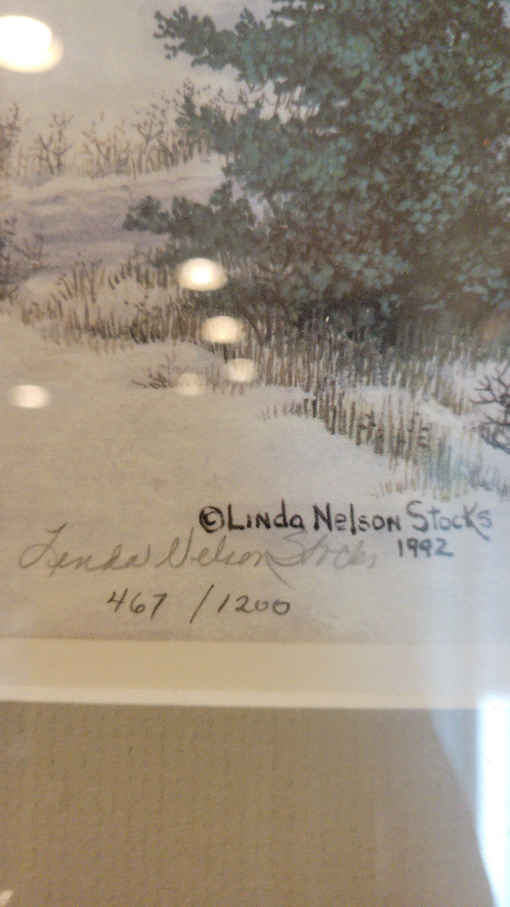 ©Linda Nelson Stocks
1992
Linda Nelson Stocks
467 / 1200